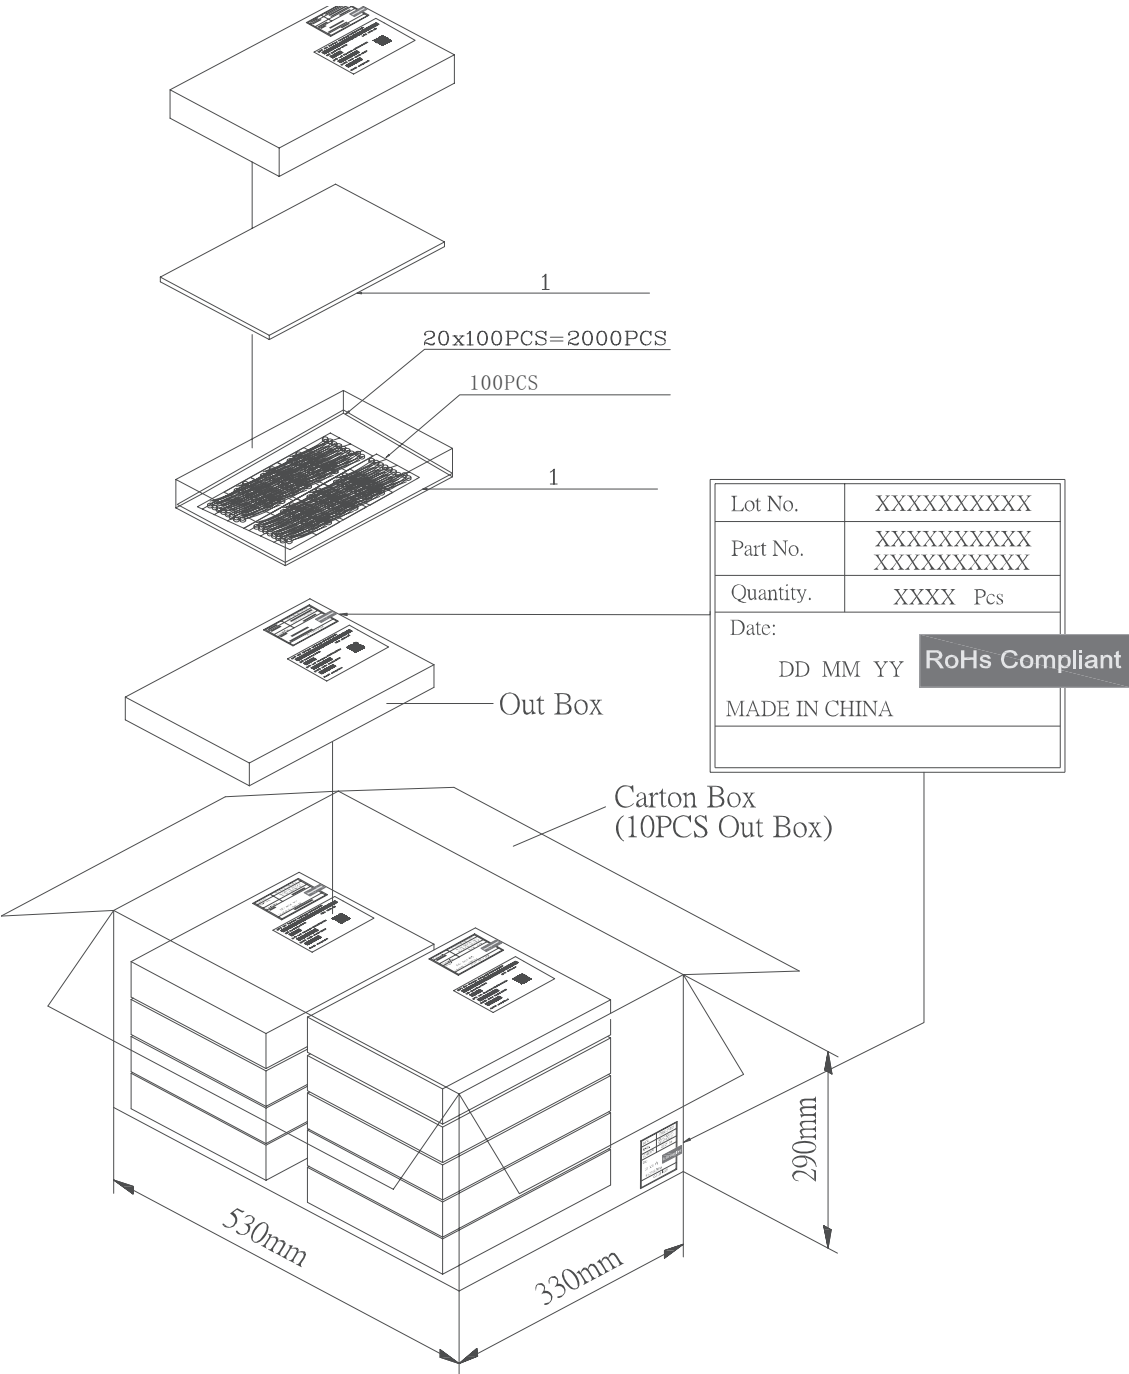 1
20x100PCS=2000PCS
100PCS
1
Lot No. XXXXXXXXXX
Part No. XXXXXXXXXX
XXXXXXXXXX
Quantity. XXXX Pcs
Date:
DD MM YY
RoHs Compliant
MADE IN CHINA
Out Box
Carton Box
(10PCS Out Box)
290mm
530mm
330mm